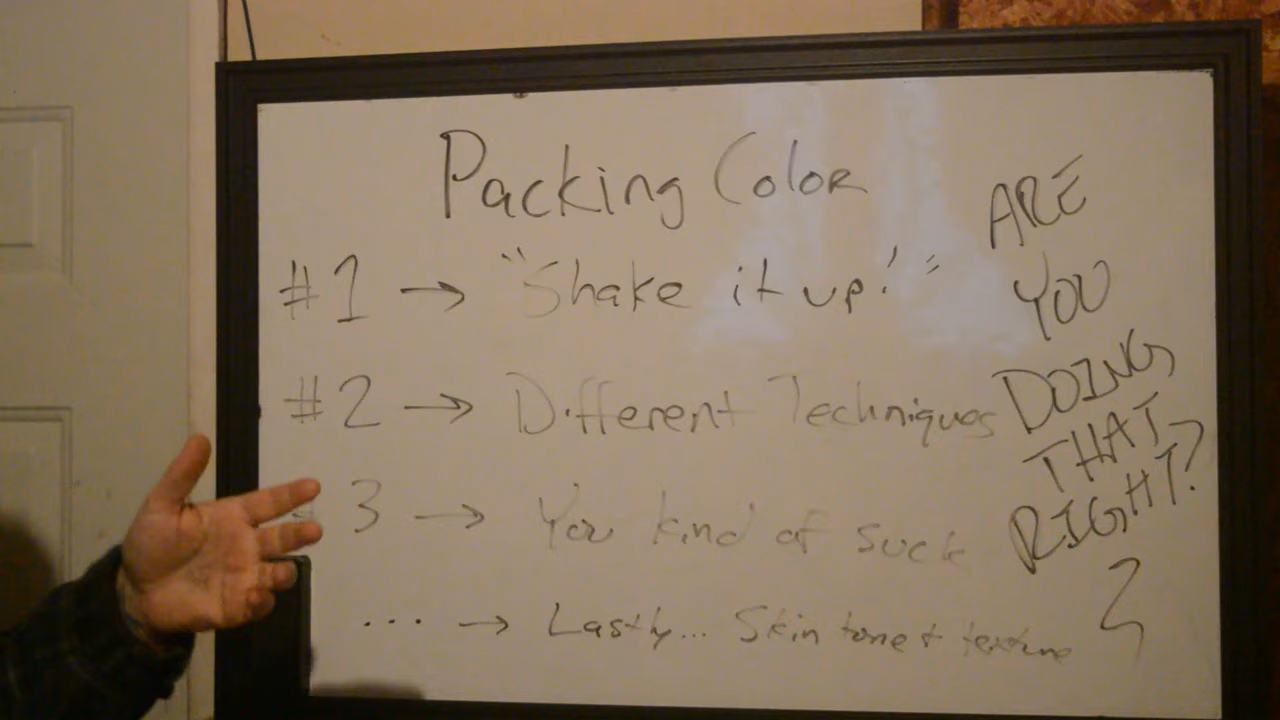 Packing Color
#1 → "Shake it up!"
#2 → Different Techniques
3 → You kind of suck
... → Lastly... Skin tone + texture
ARE
YOU
DOING
THAT
RIGHT?